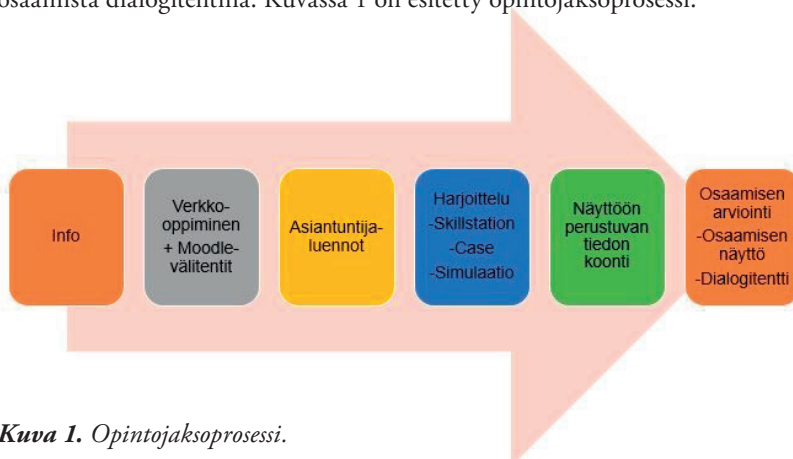 osaamista dialogitentillä. Kuvassa 1 on esitetty opintojaksoprosessi.
Info
Verkko-
oppiminen
+ Moodle-
välitentit
Asiantuntija-
luennot
Harjoittelu
-Skillstation
-Case
-Simulaatio
Näyttöön
perustuvan
tiedon
koonti
Osaamisen
arviointi
-Osaamisen
näyttö
-Dialogitentti
Kuva 1. Opintojaksoprosessi.